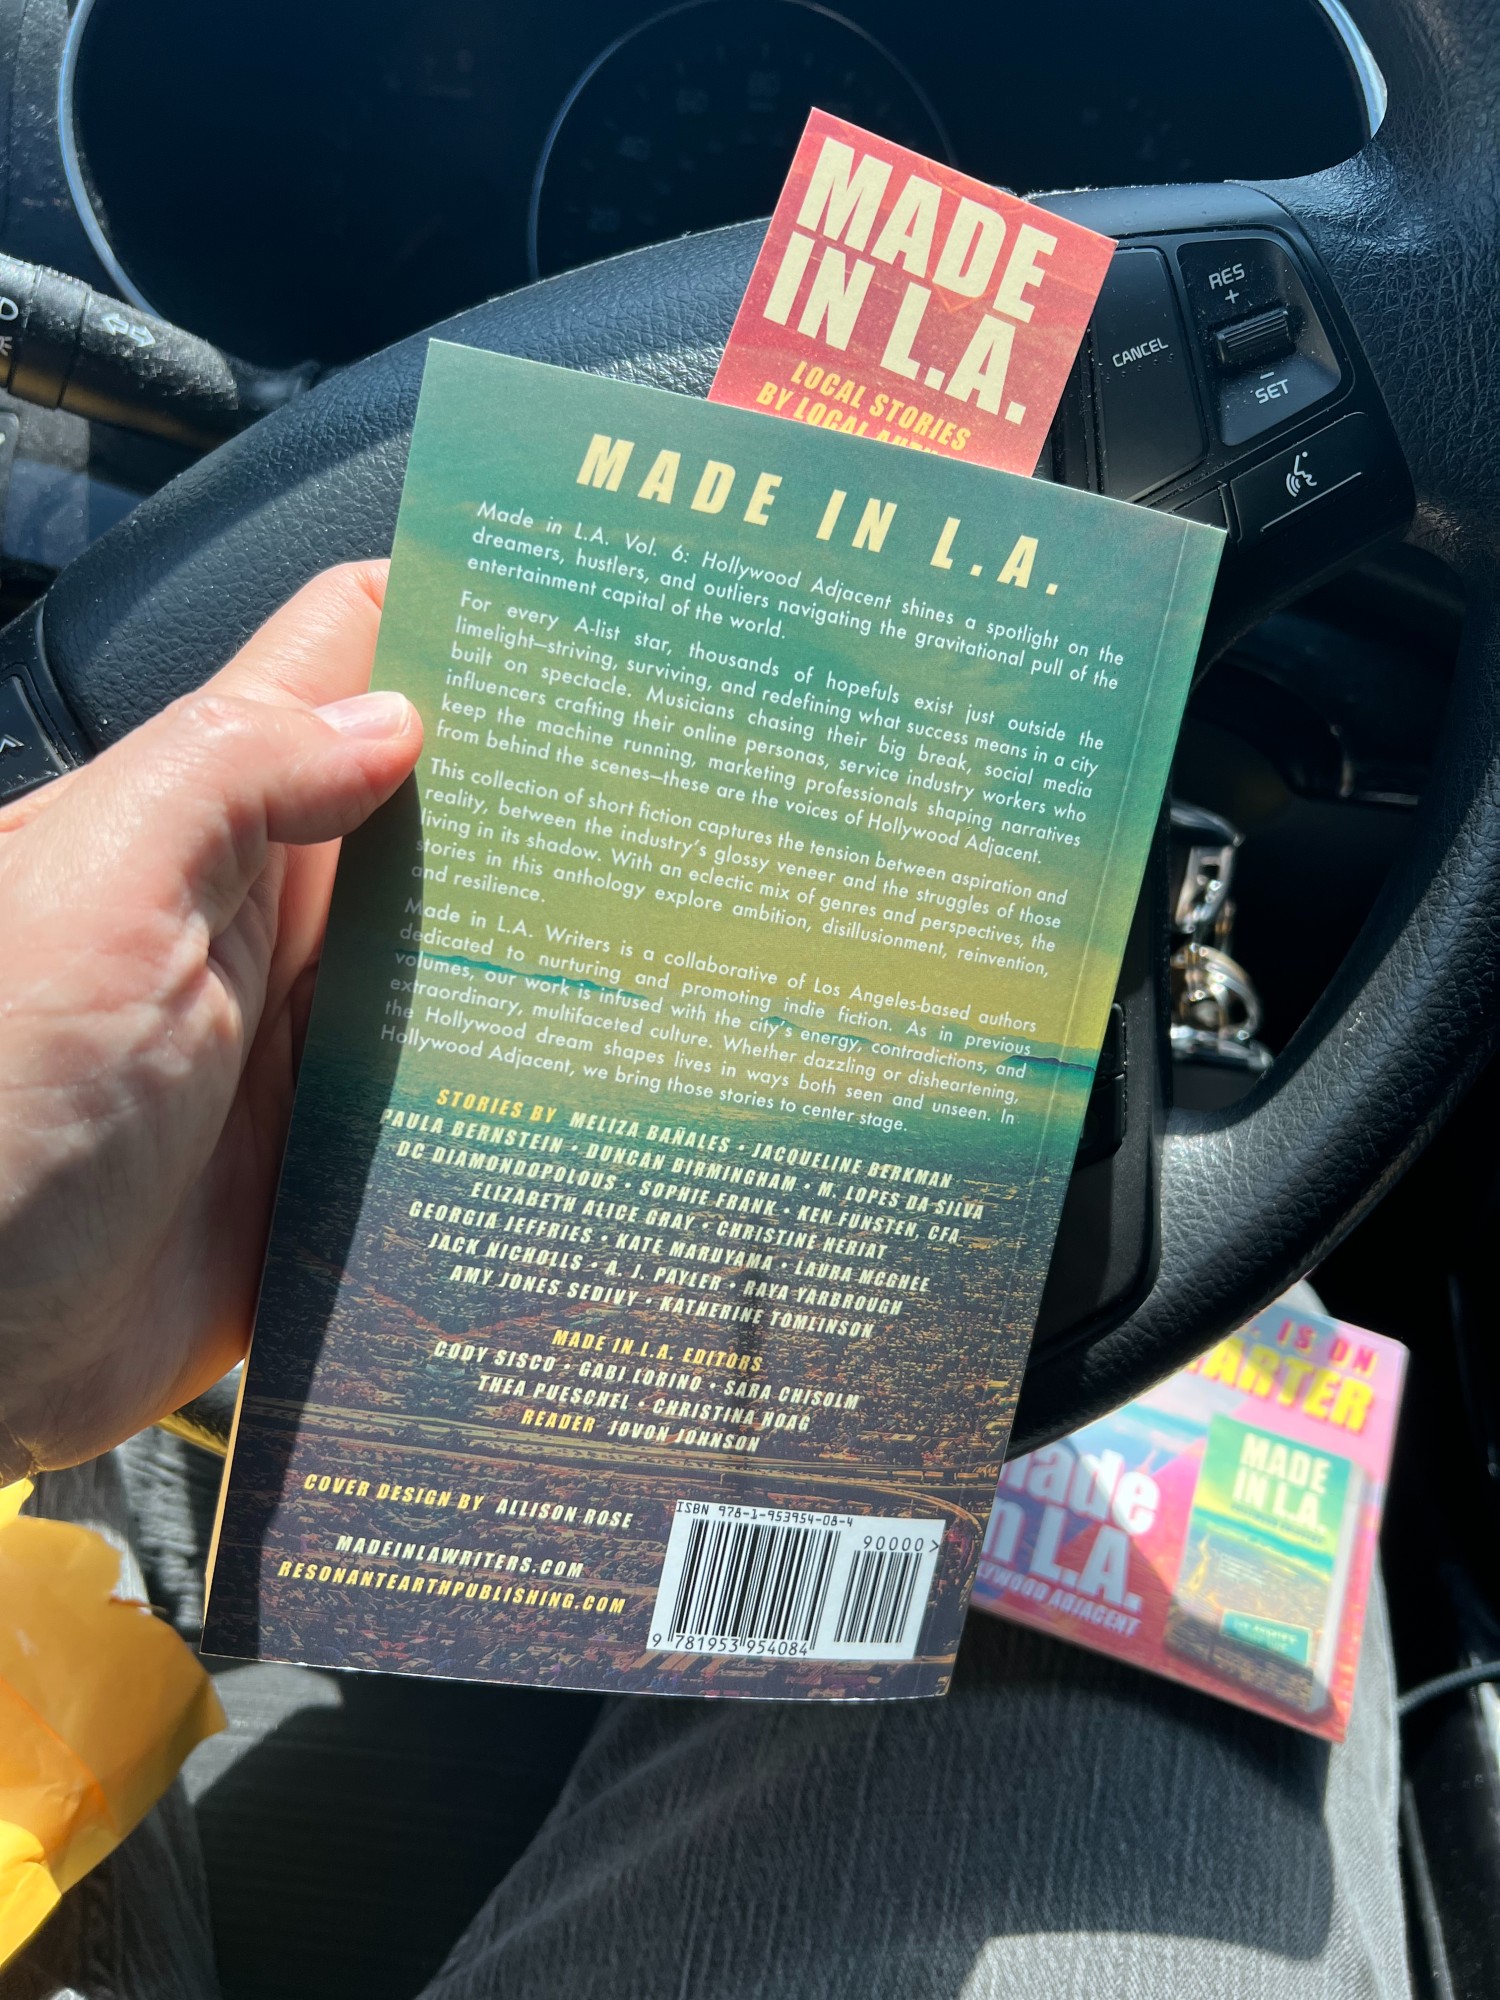 MADE
IN L.A.
LOCAL STORIES
BY LOCAL
RES
+
CANCEL
−
SET
MADE IN L.A.
Made in L.A. Vol. 6: Hollywood Adjacent shines a spotlight on the
dreamers, hustlers, and outliers navigating the gravitational pull of the
entertainment capital of the world.
For every A-list star, thousands of hopefuls exist just outside the
limelight—striving, surviving, and redefining what success means in a city
built on spectacle. Musicians chasing their big break, social media
influencers crafting their online personas, service industry workers who
keep the machine running, marketing professionals shaping narratives
from behind the scenes—these are the voices of Hollywood Adjacent.
This collection of short fiction captures the tension between aspiration and
reality, between the industry's glossy veneer and the struggles of those
living in its shadow. With an eclectic mix of genres and perspectives, the
stories in this anthology explore ambition, disillusionment, reinvention,
and resilience.
Made in L.A. Writers is a collaborative of Los Angeles-based authors
dedicated to nurturing and promoting indie fiction. As in previous
volumes, our work is infused with the city's energy, contradictions, and
extraordinary, multifaceted culture. Whether dazzling or disheartening,
the Hollywood dream shapes lives in ways both seen and unseen. In
Hollywood Adjacent, we bring those stories to center stage.
STORIES BY MELIZA BAÑALES • JACQUELINE BERKMAN
PAULA BERNSTEIN • DUNCAN BIRMINGHAM • M. LOPES DA SILVA
DC DIAMONDOPOLOUS • SOPHIE FRANK • KEN FUNSTEN, CFA
ELIZABETH ALICE GRAY • CHRISTINE HERIAT
GEORGIA JEFFRIES • KATE MARUYAMA • LAURA MCGHEE
JACK NICHOLLS • A. J. PAYLER • RAYA YARBROUGH
AMY JONES SEDIVY • KATHERINE TOMLINSON
MADE IN L.A. EDITORS
CODY SISCO • GABI LORINO • SARA CHISOLM
THEA PUESCHEL • CHRISTINA HOAG
READER JOVON JOHNSON
COVER DESIGN BY ALLISON ROSE
MADEINLAWRITERS.COM
RESONANTEARTHPUBLISHING.COM
ISBN 978-1-953954-08-4
90000>
9 781953 954084
IS ON
MADE
IN L.A.
L.A.
ADJACENT